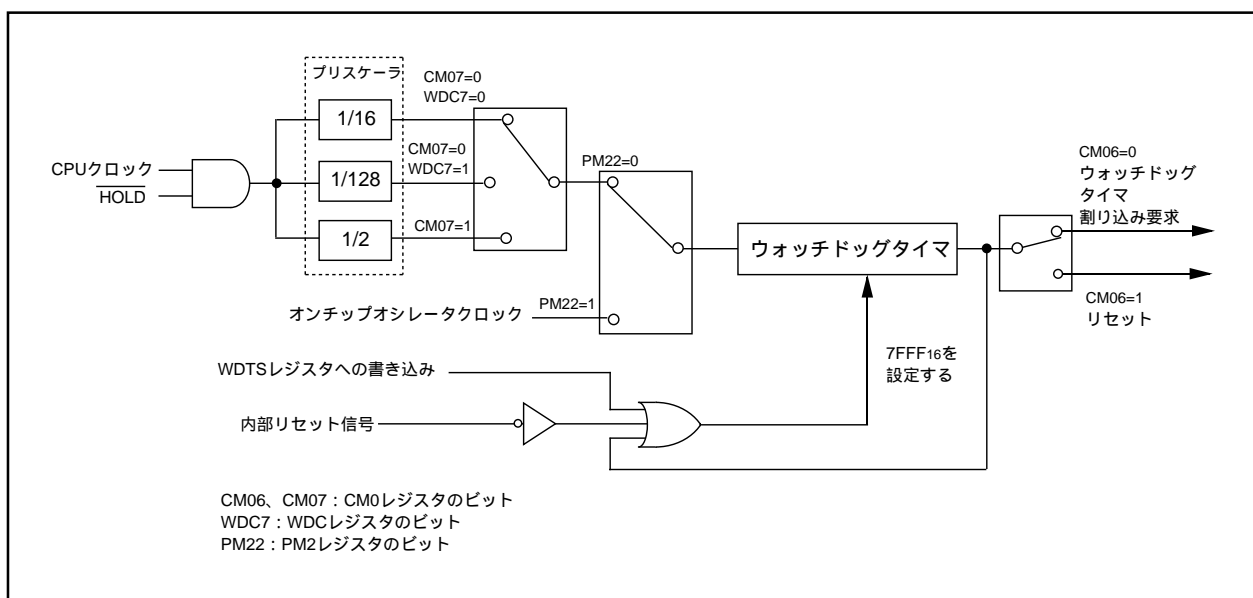 プリスケーラ
CM07=0
WDC7=0
1/16
CM07=0
WDC7=1
1/128
CM07=1
1/2
CPUクロック
HOLD
PM22=0
オンチップオシレータクロック
PM22=1
ウォッチドッグタイマ
CM06=0
ウォッチドッグ
タイマ
割り込み要求
CM06=1
リセット
7FFF16を
設定する
WDTSレジスタへの書き込み
内部リセット信号
CM06、CM07：CM0レジスタのビット
WDC7：WDCレジスタのビット
PM22：PM2レジスタのビット